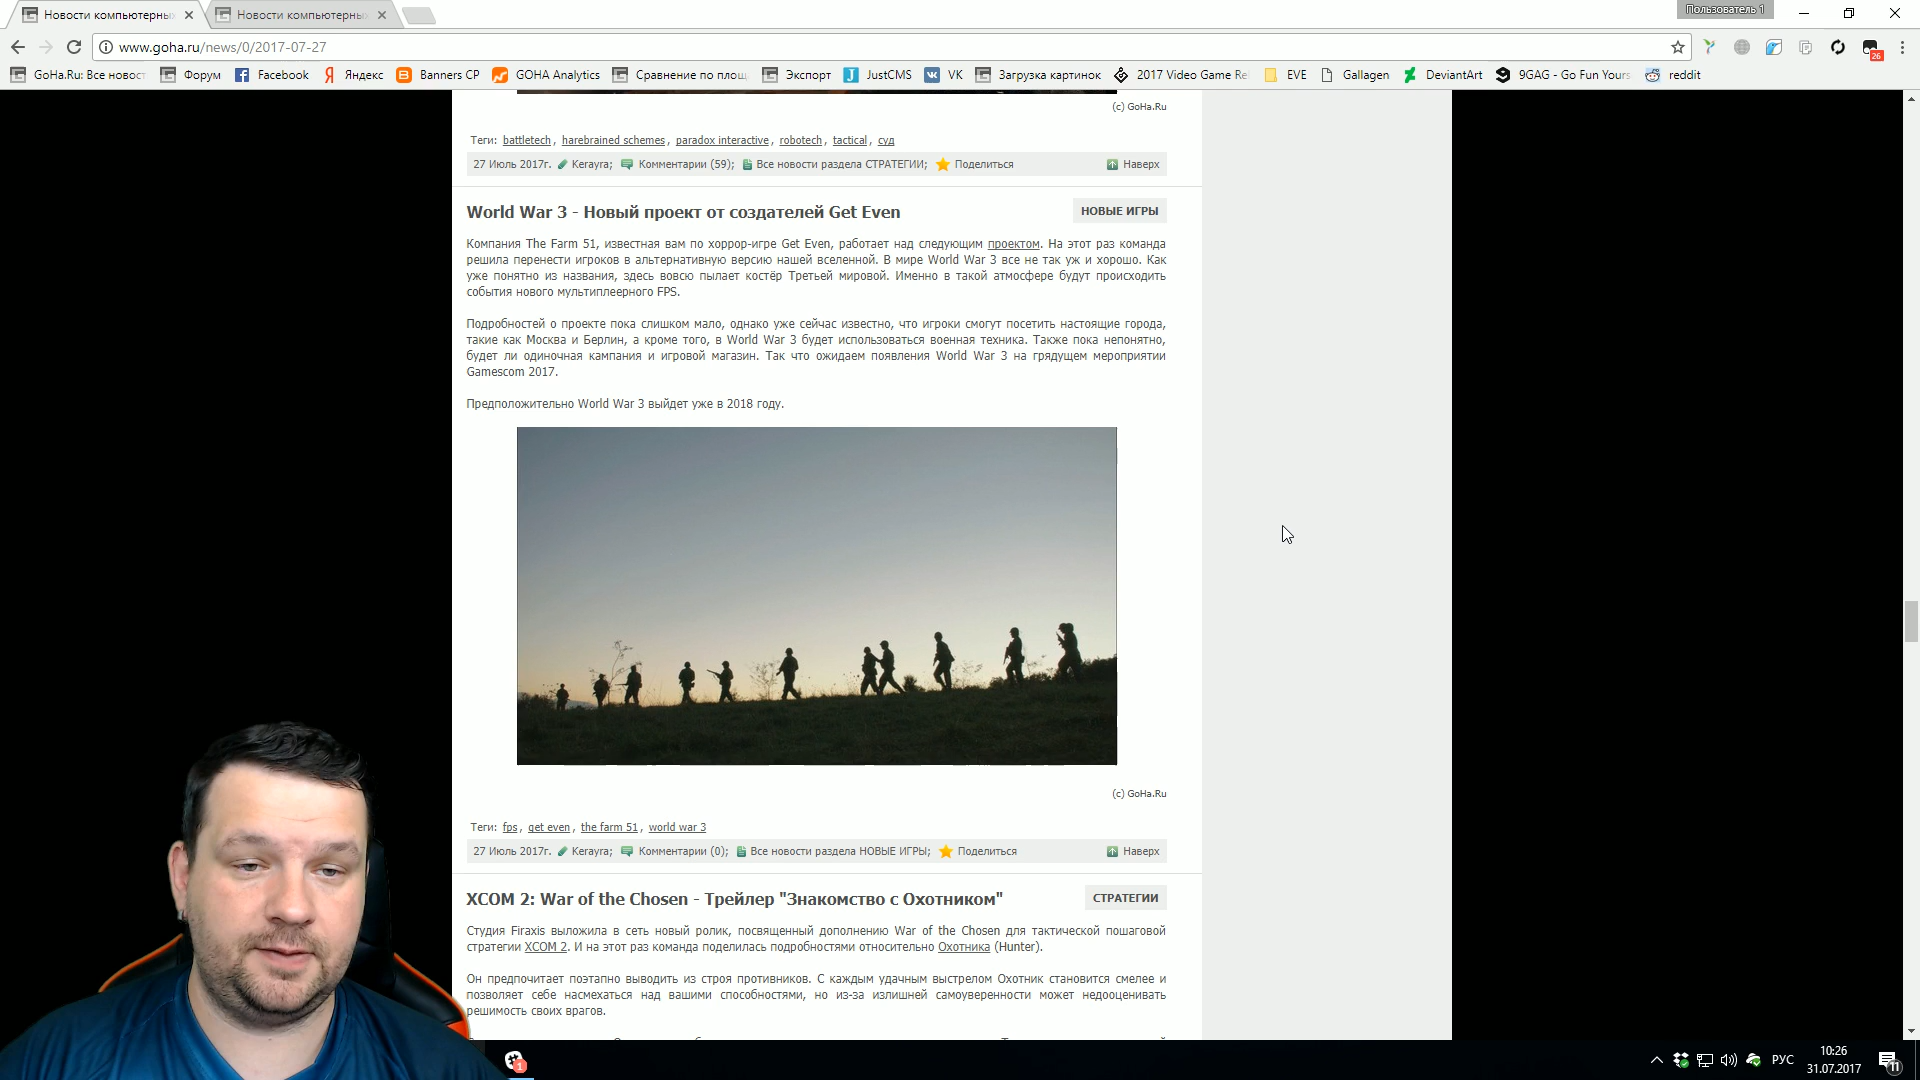 Новости компьютерны
Новости компьютерны
Пользователь 1
www.goha.ru/news/0/2017-07-27
26
GoHa.Ru: Все новост
Форум
Facebook
Яндекс
Banners CP
GOHA Analytics
Сравнение по площ
Экспорт
JustCMS
VK
Загрузка картинок
2017 Video Game Re
EVE
Gallagen
DeviantArt
9GAG - Go Fun Yours
reddit
(c) GoHa.Ru
Теги: battletech, harebrained schemes, paradox interactive, robotech, tactical, суд
27 Июль 2017г. Kerayra; Комментарии (59); Все новости раздела СТРАТЕГИИ; Поделиться Наверх
World War 3 - Новый проект от создателей Get Even
НОВЫЕ ИГРЫ
Компания The Farm 51, известная вам по хоррор-игре Get Even, работает над следующим проектом. На этот раз команда
решила перенести игроков в альтернативную версию нашей вселенной. В мире World War 3 все не так уж и хорошо. Как
уже понятно из названия, здесь вовсю пылает костёр Третьей мировой. Именно в такой атмосфере будут происходить
события нового мультиплеерного FPS.
Подробностей о проекте пока слишком мало, однако уже сейчас известно, что игроки смогут посетить настоящие города,
такие как Москва и Берлин, а кроме того, в World War 3 будет использоваться военная техника. Также пока непонятно,
будет ли одиночная кампания и игровой магазин. Так что ожидаем появления World War 3 на грядущем мероприятии
Gamescom 2017.
Предположительно World War 3 выйдет уже в 2018 году.
(c) GoHa.Ru
Теги: fps, get even, the farm 51, world war 3
27 Июль 2017г. Kerayra; Комментарии (0); Все новости раздела НОВЫЕ ИГРЫ; Поделиться Наверх
XCOM 2: War of the Chosen - Трейлер "Знакомство с Охотником"
СТРАТЕГИИ
Студия Firaxis выложила в сеть новый ролик, посвященный дополнению War of the Chosen для тактической пошаговой
стратегии XCOM 2. И на этот раз команда поделилась подробностями относительно Охотника (Hunter).
Он предпочитает поэтапно выводить из строя противников. С каждым удачным выстрелом Охотник становится смелее и
позволяет себе насмехаться над вашими способностями, но из-за излишней самоуверенности может недооценивать
решимость своих врагов.
1
РУС
10:26
31.07.2017
11